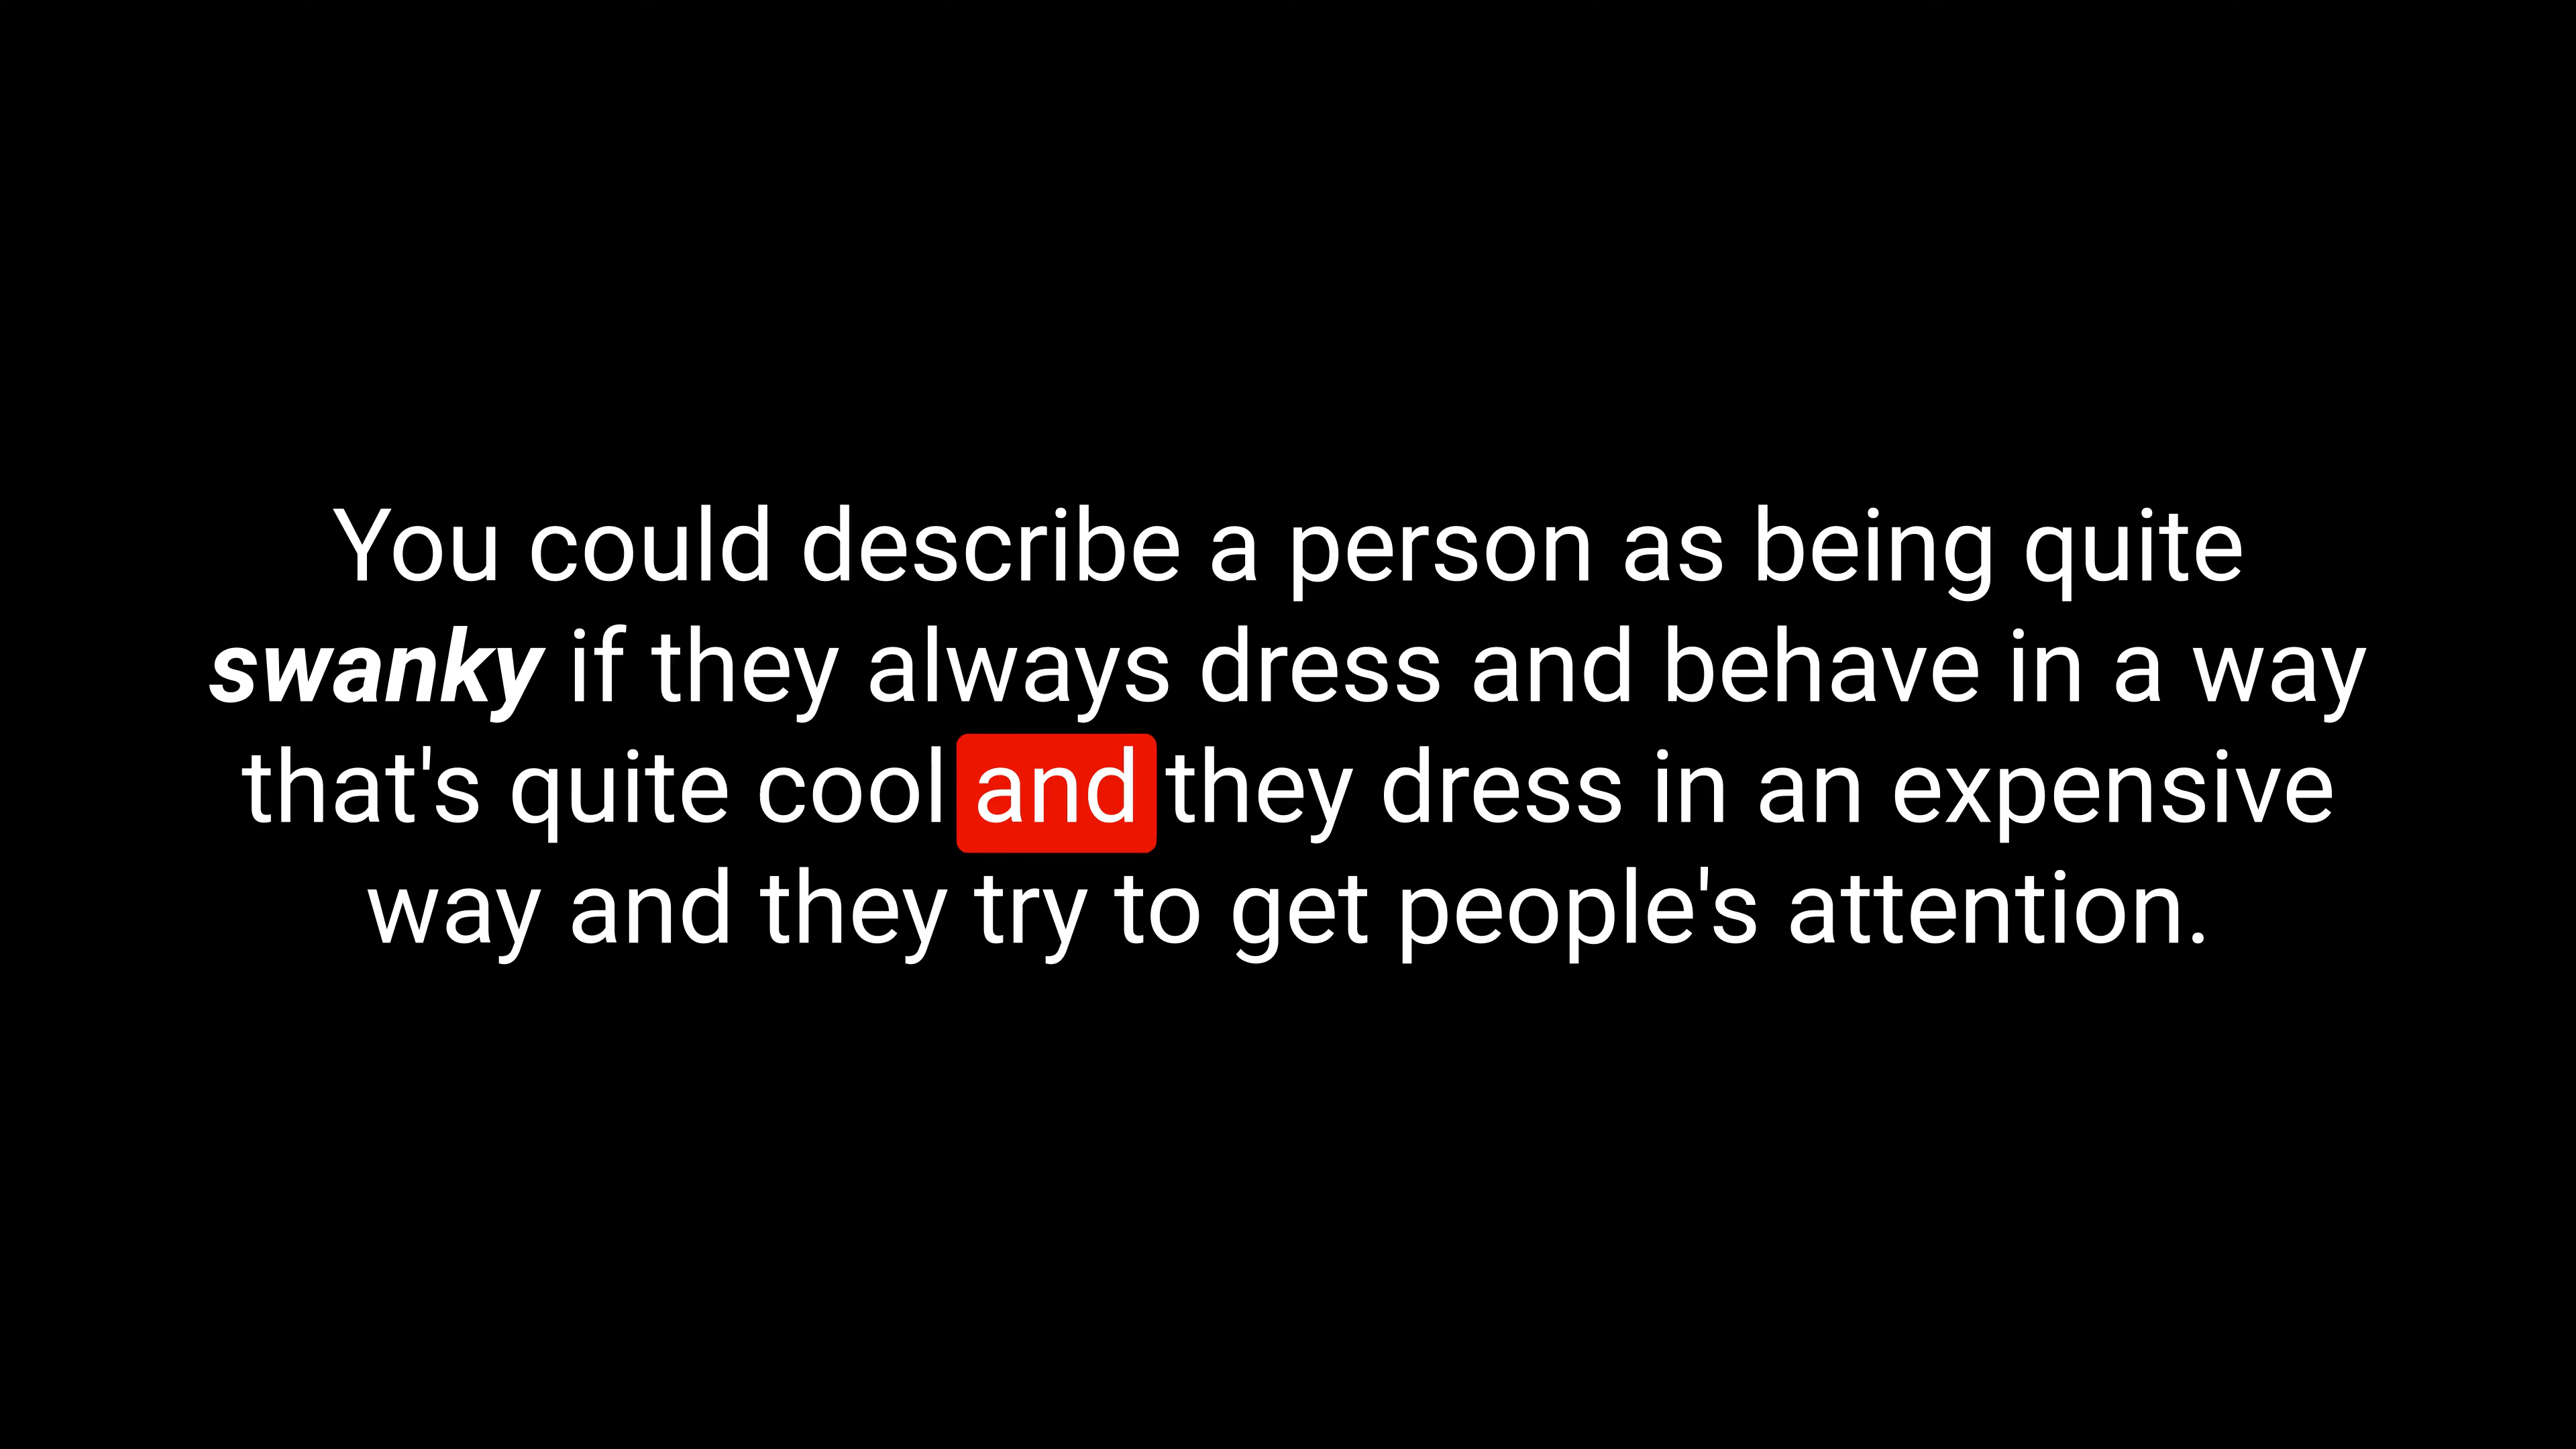 You could describe a person as being quite
swanky if they always dress and behave in a way
that's quite cool and they dress in an expensive
way and they try to get people's attention.